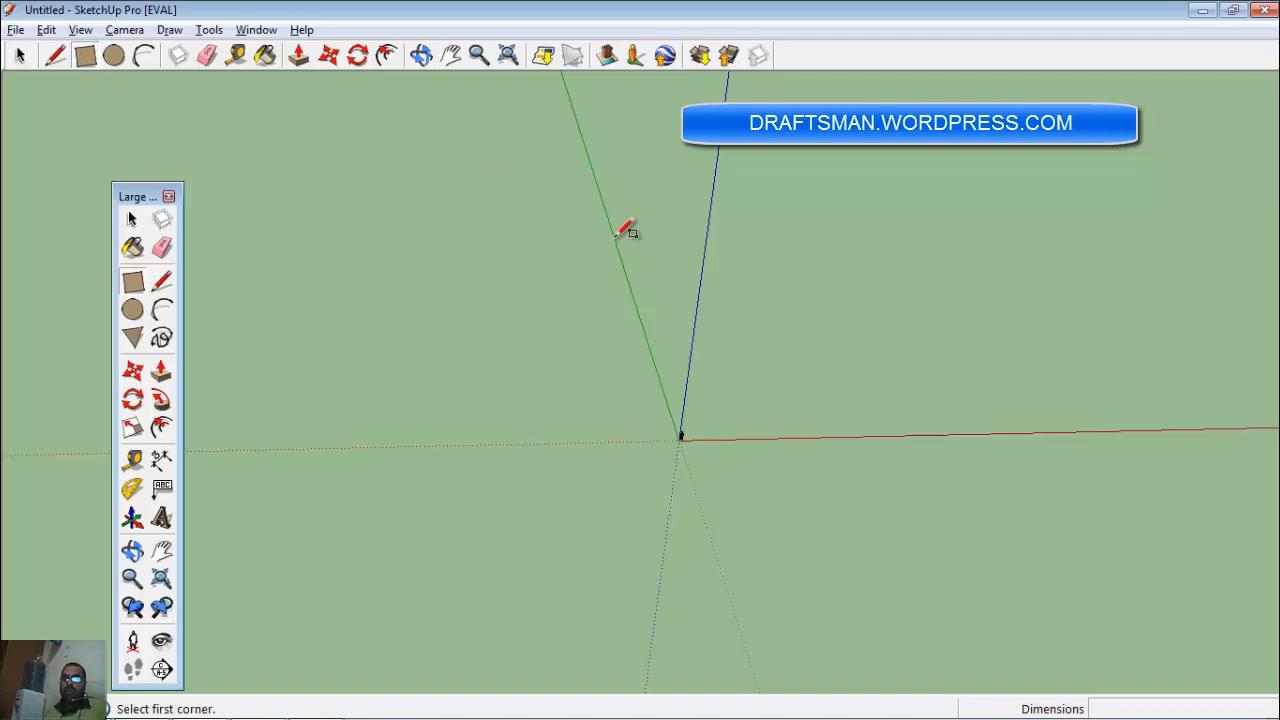 Untitled - SketchUp Pro [EVAL]
File Edit View Camera Draw Tools Window Help
DRAFTSMAN.WORDPRESS.COM
Large ...
ABC
Select first corner.
Dimensions